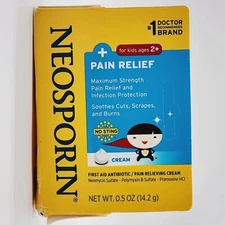 NEOSPORIN®
#1 DOCTOR
RECOMMENDED
BRAND
+ for kids ages 2+
PAIN RELIEF
Maximum Strength
Pain Relief and
Infection Protection
Soothes Cuts, Scrapes,
and Burns
NO STING
CREAM
FIRST AID ANTIBIOTIC / PAIN RELIEVING CREAM
Neomycin Sulfate - Polymyxin B Sulfate - Pramoxine HCl
NET WT. 0.5 OZ (14.2 g)